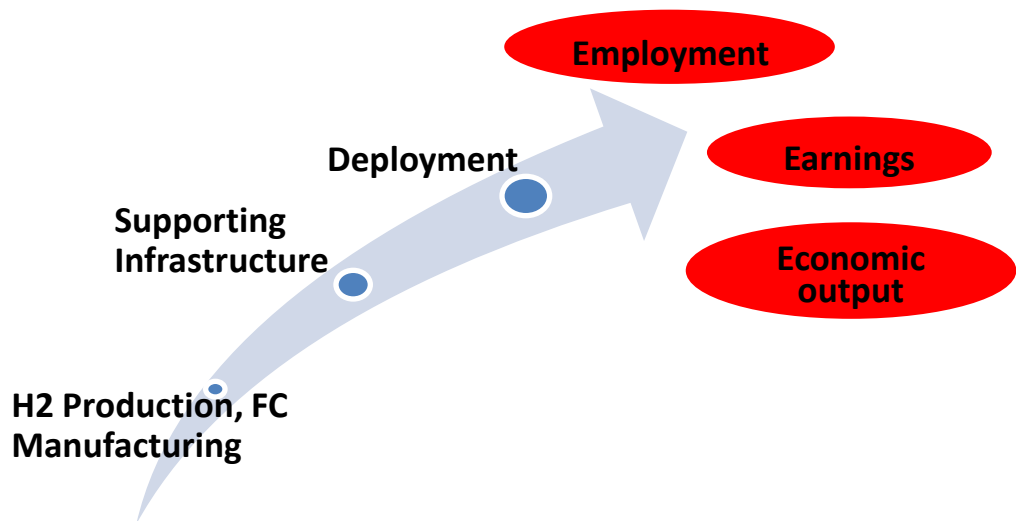 Employment
Deployment
Earnings
Supporting
Infrastructure
Economic
output
H2 Production, FC
Manufacturing